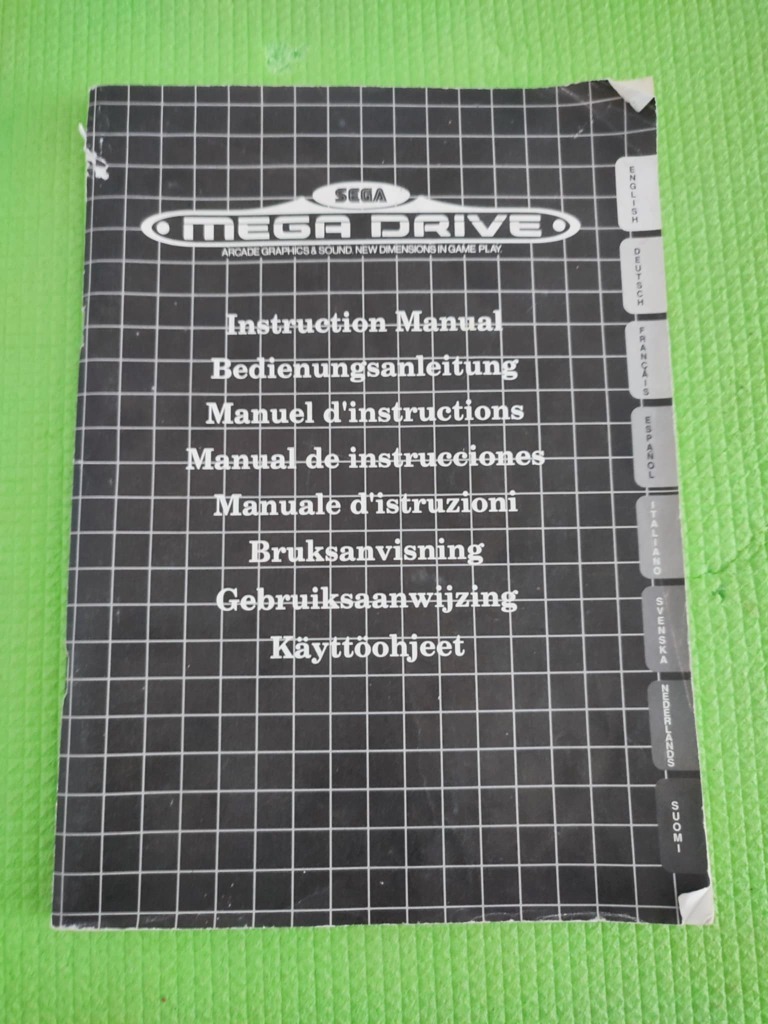 SEGA
MEGA DRIVE
ARCADE GRAPHICS & SOUND. NEW DIMENSIONS IN GAME PLAY.
Instruction Manual
Bedienungsanleitung
Manuel d'instructions
Manual de instrucciones
Manuale d'istruzioni
Bruksanvisning
Gebruiksaanwijzing
Käyttöohjeet
ENGLISH
DEUTSCH
FRANÇAIS
ESPAÑOL
ITALIANO
SVENSKA
NEDERLANDS
SUOMI